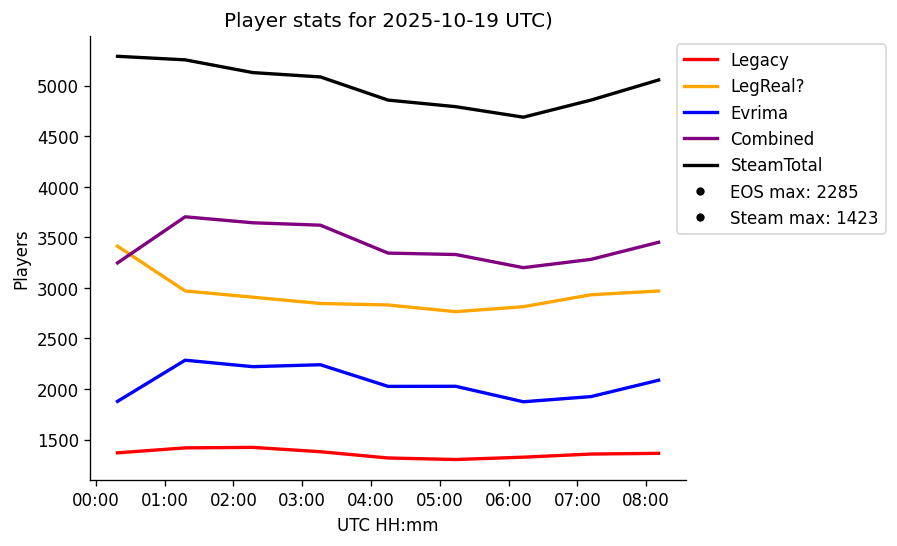 Player stats for 2025-10-19 UTC)
Players
5000
4500
4000
3500
3000
2500
2000
1500
00:00 01:00 02:00 03:00 04:00 05:00 06:00 07:00 08:00
UTC HH:mm
Legacy
LegReal?
Evrima
Combined
SteamTotal
EOS max: 2285
Steam max: 1423